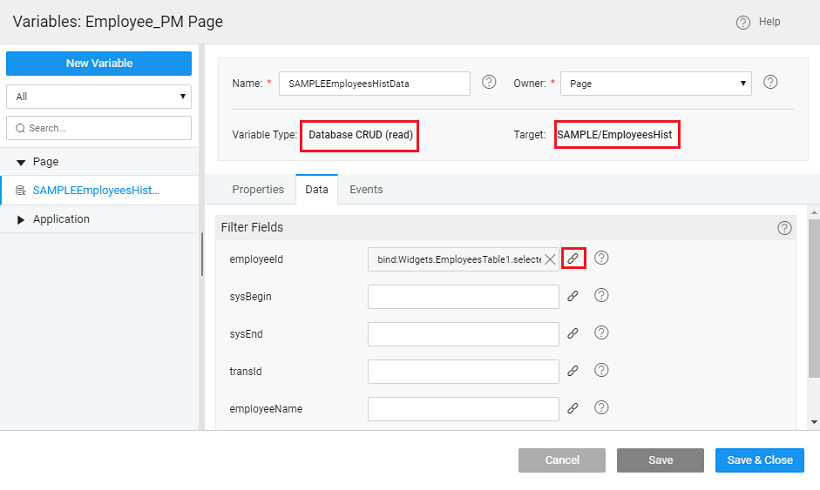 Variables: Employee_PM Page
Help
New Variable
All
Search...
Page
SAMPLEEmployeesHist...
Application
Name: * SAMPLEEmployeesHistData
Owner: * Page
Variable Type: Database CRUD (read)
Target: SAMPLE/EmployeesHist
Properties Data Events
Filter Fields
employeeId bind:Widgets.EmployeesTable1.selecte
sysBegin
sysEnd
transId
employeeName
Cancel Save Save & Close